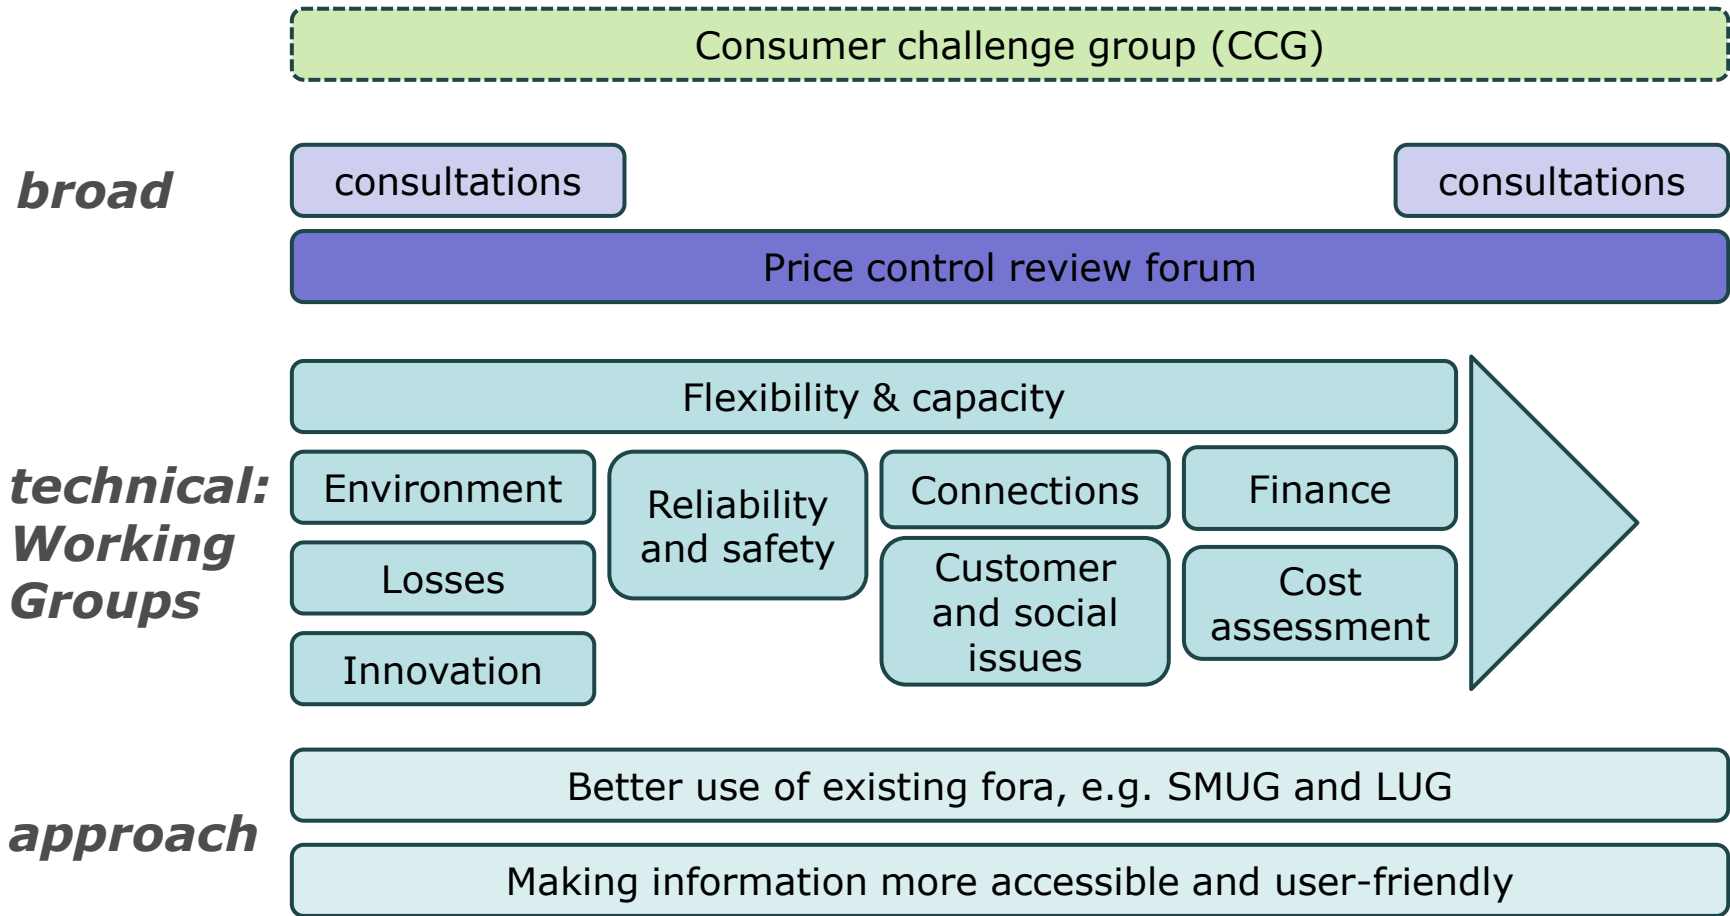 Consumer challenge group (CCG)
broad
consultations
consultations
Price control review forum
technical:
Working
Groups
Flexibility & capacity
Environment
Losses
Innovation
Reliability
and safety
Connections
Customer
and social
issues
Finance
Cost
assessment
approach
Better use of existing fora, e.g. SMUG and LUG
Making information more accessible and user-friendly